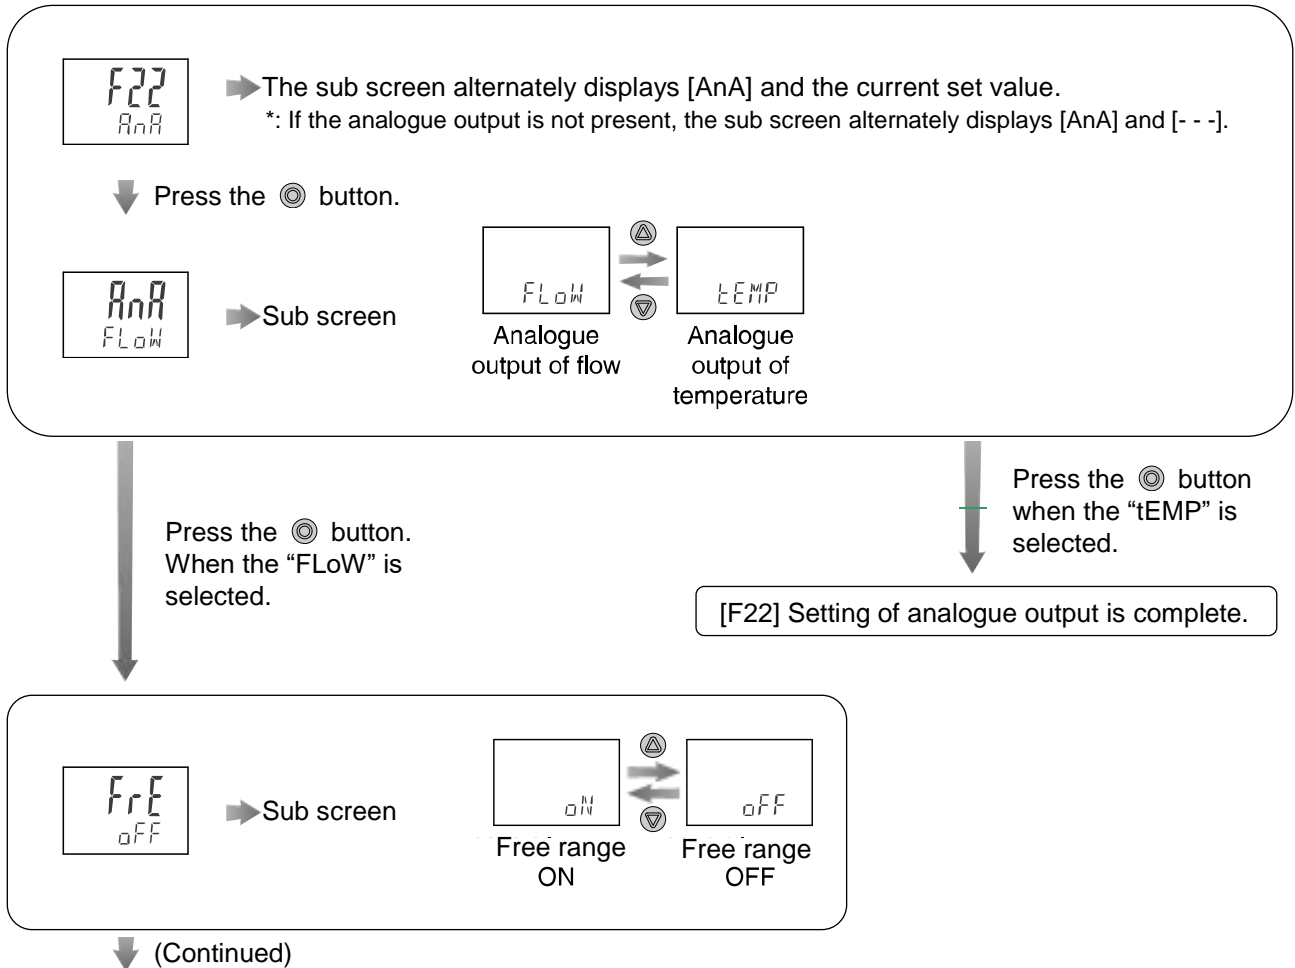 F22
AnA
The sub screen alternately displays [AnA] and the current set value.
*: If the analogue output is not present, the sub screen alternately displays [AnA] and [- - -].
Press the button.
AnA
FLoW
Sub screen
FLoW
tEMP
Analogue
output of flow
Analogue
output of
temperature
Press the button.
When the “FLoW” is
selected.
Press the button
when the “tEMP” is
selected.
[F22] Setting of analogue output is complete.
FrE
oFF
Sub screen
oN
oFF
Free range
ON
Free range
OFF
(Continued)